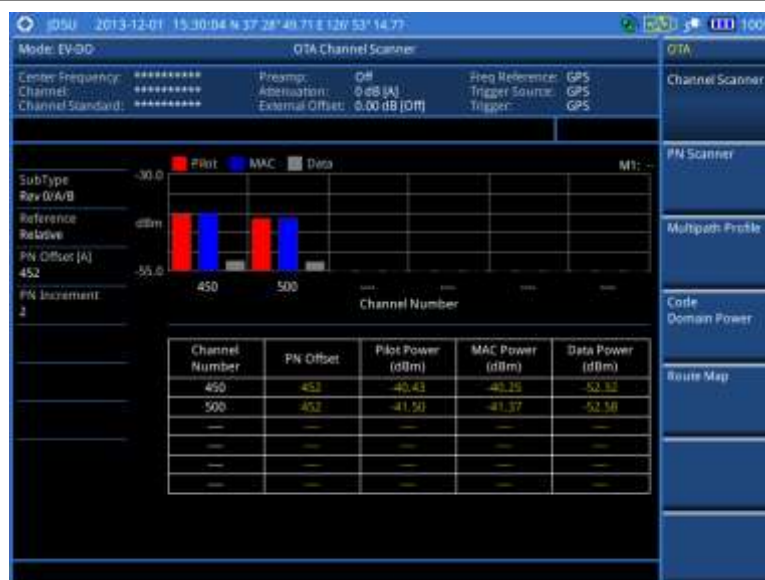 JDSU 2013-12-01 15:30:04 N 37° 28' 49.71 E 126° 53' 14.77 100
Mode: EV-DO OTA Channel Scanner OTA
Center Frequency: ********** Preamp: Off Freq Reference: GPS
Channel: ********** Attenuation: 0 dB [A] Trigger Source: GPS
Channel Standard: ********** External Offset: 0.00 dB [Off] Trigger: GPS
Channel Scanner
PN Scanner
Multipath Profile
Code
Domain Power
Route Map
SubType
Rev 0/A/B
Reference
Relative
PN Offset [A]
452
PN Increment
2
Pilot MAC Data M1: --
-30.0
dBm
-55.0
450 500 ---- ---- ---- ----
Channel Number
Channel Number PN Offset Pilot Power (dBm) MAC Power (dBm) Data Power (dBm)
450 452 -40.43 -40.25 -52.32
500 452 -41.50 -41.37 -52.58
---- ---- ---- ---- ----
---- ---- ---- ---- ----
---- ---- ---- ---- ----
---- ---- ---- ---- ----